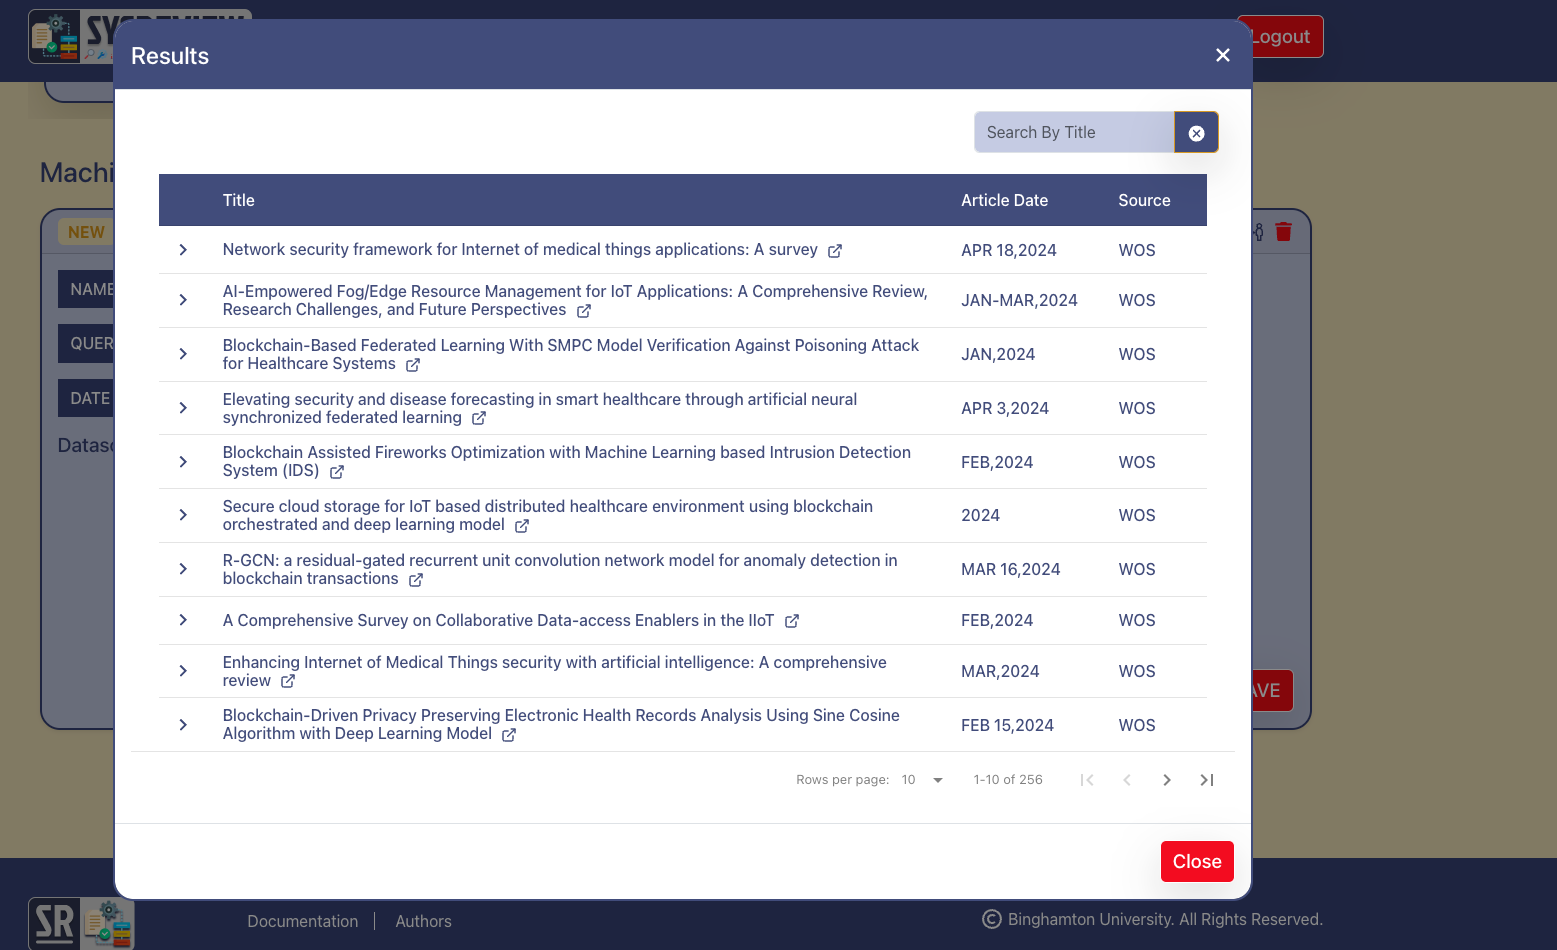 Logout
Results
Machi
Search By Title
Title Article Date Source
NEW
Network security framework for Internet of medical things applications: A survey APR 18,2024 WOS
NAME
AI-Empowered Fog/Edge Resource Management for IoT Applications: A Comprehensive Review,
Research Challenges, and Future Perspectives JAN-MAR,2024 WOS
QUER
Blockchain-Based Federated Learning With SMPC Model Verification Against Poisoning Attack
for Healthcare Systems JAN,2024 WOS
DATE
Elevating security and disease forecasting in smart healthcare through artificial neural
synchronized federated learning APR 3,2024 WOS
Blockchain Assisted Fireworks Optimization with Machine Learning based Intrusion Detection
System (IDS) FEB,2024 WOS
Secure cloud storage for IoT based distributed healthcare environment using blockchain
orchestrated and deep learning model 2024 WOS
R-GCN: a residual-gated recurrent unit convolution network model for anomaly detection in
blockchain transactions MAR 16,2024 WOS
A Comprehensive Survey on Collaborative Data-access Enablers in the IIoT FEB,2024 WOS
Enhancing Internet of Medical Things security with artificial intelligence: A comprehensive
review MAR,2024 WOS
Blockchain-Driven Privacy Preserving Electronic Health Records Analysis Using Sine Cosine
Algorithm with Deep Learning Model FEB 15,2024 WOS
Rows per page: 10 1-10 of 256
Close
SR
Documentation | Authors
© Binghamton University. All Rights Reserved.